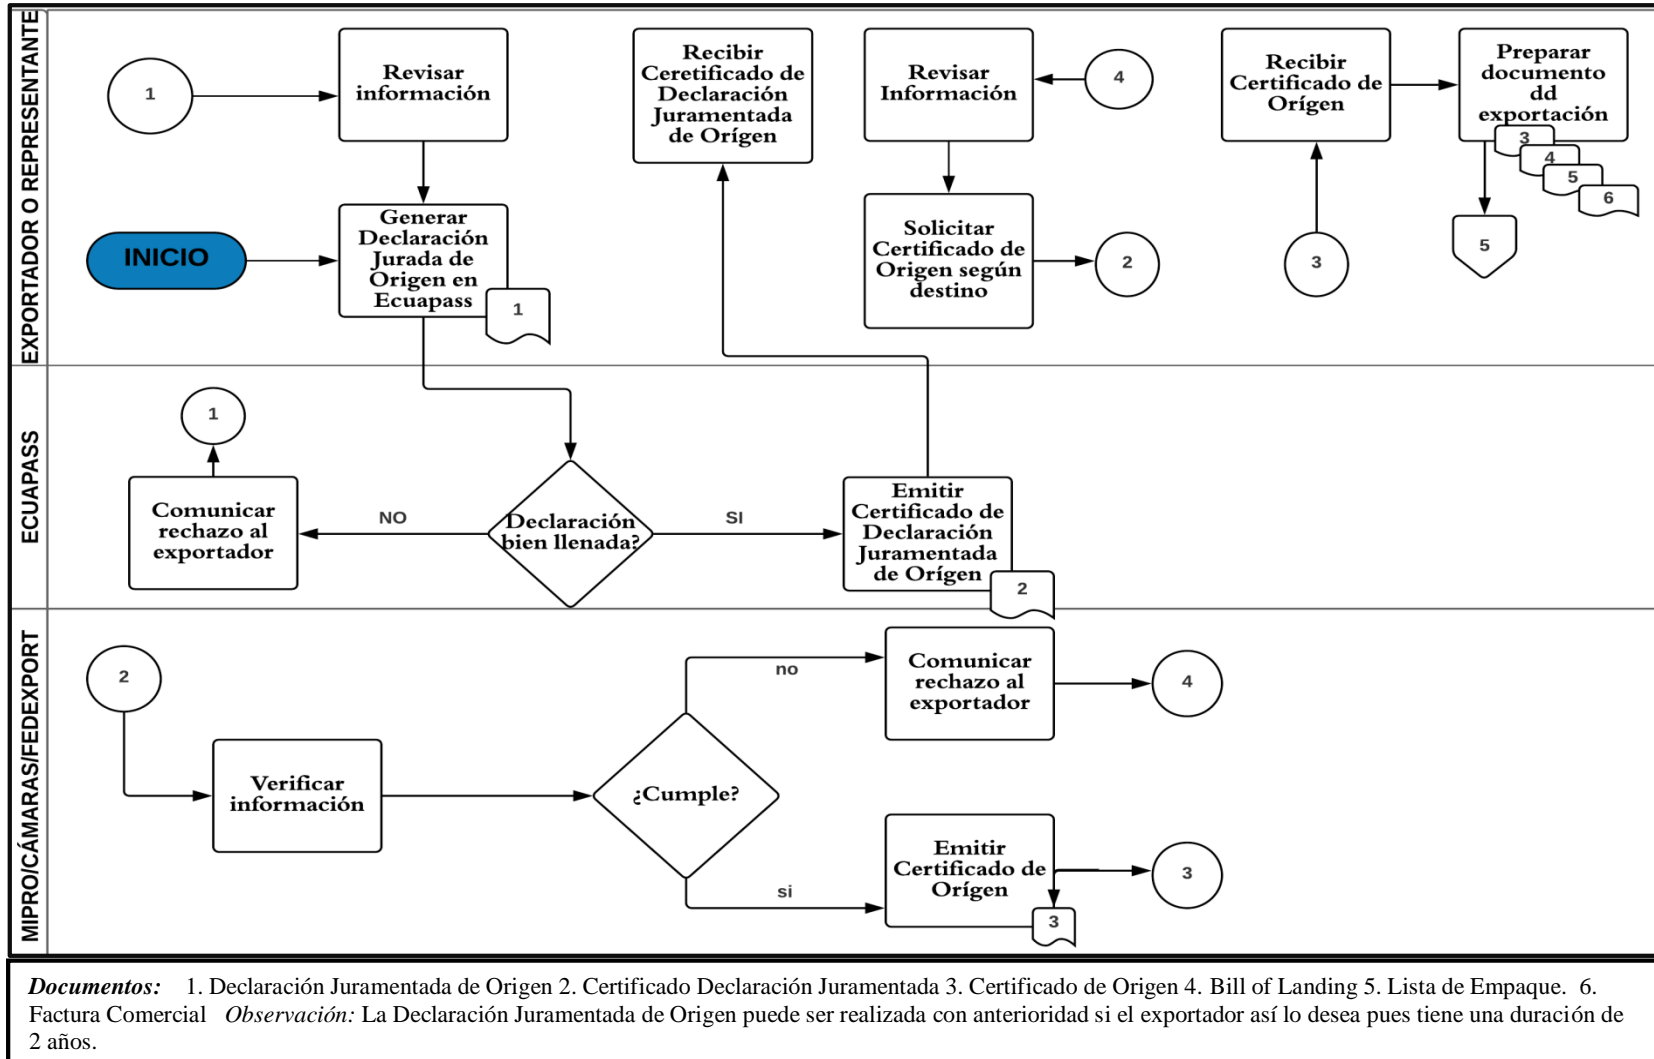 EXPORTADOR O REPRESENTANTE
1
Revisar
información
Recibir
Ceretificado de
Declaración
Juramentada
de Orígen
Revisar
Información
4
Recibir
Certificado de
Orígen
Preparar
documento
dd
exportación
3
4
5
6
INICIO
Generar
Declaración
Jurada de
Origen en
Ecuapass
1
Solicitar
Certificado de
Origen según
destino
2
3
5
ECUAPASS
1
Comunicar
rechazo al
exportador
NO
Declaración
bien llenada?
SI
Emitir
Certificado de
Declaración
Juramentada
de Orígen
2
MIPRO/CÁMARAS/FEDEXPORT
2
Verificar
información
¿Cumple?
no
Comunicar
rechazo al
exportador
4
si
Emitir
Certificado de
Orígen
3
3
Documentos: 1. Declaración Juramentada de Origen 2. Certificado Declaración Juramentada 3. Certificado de Origen 4. Bill of Landing 5. Lista de Empaque. 6.
Factura Comercial Observación: La Declaración Juramentada de Origen puede ser realizada con anterioridad si el exportador así lo desea pues tiene una duración de
2 años.